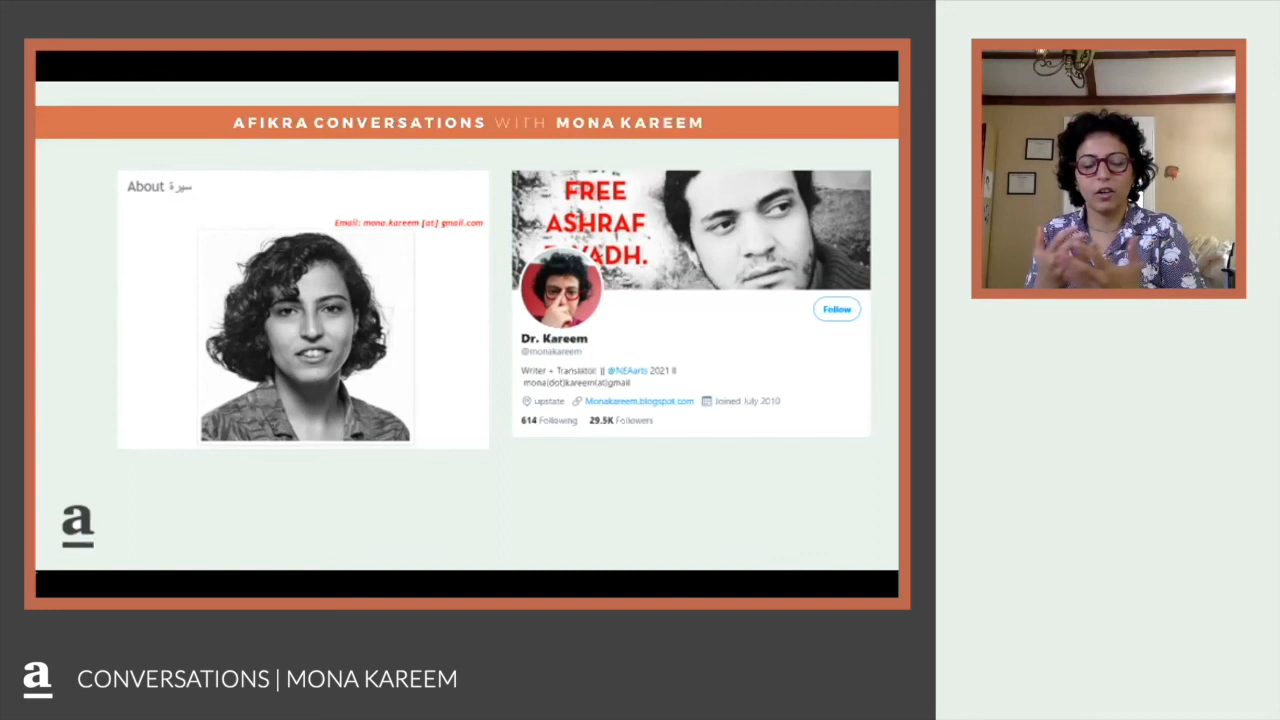 AFIKRA CONVERSATIONS WITH MONA KAREEM
About سيرة
Email: mona.kareem [at] gmail.com
FREE
ASHRAF
FAYADH.
Follow
Dr. Kareem
@monakareem
Writer + Translator || @NEAarts 2021 ||
mona(dot)kareem(at)gmail
upstate Monakareem.blogspot.com Joined July 2010
614 Following 29.5K Followers
a
a CONVERSATIONS | MONA KAREEM